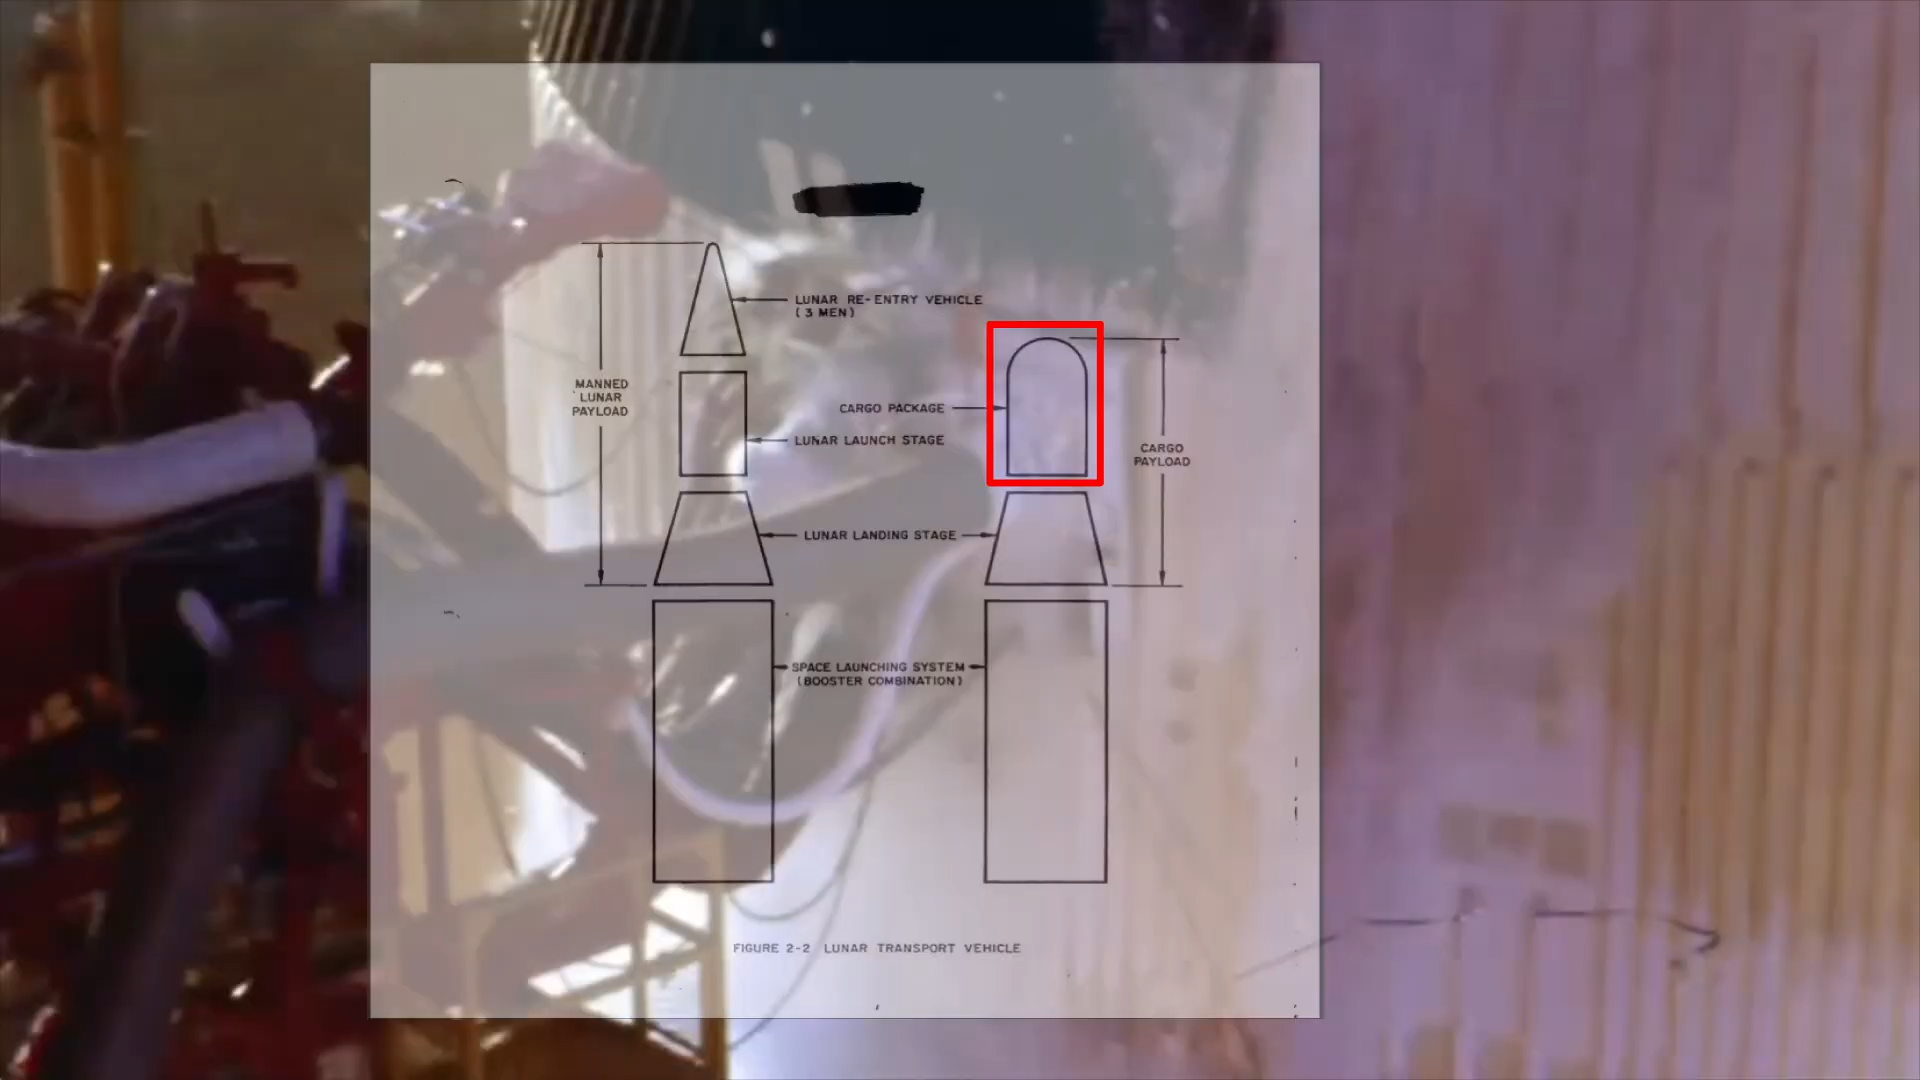 LUNAR RE-ENTRY VEHICLE
(3 MEN)
MANNED
LUNAR
PAYLOAD
CARGO PACKAGE
LUNAR LAUNCH STAGE
CARGO
PAYLOAD
LUNAR LANDING STAGE
SPACE LAUNCHING SYSTEM
(BOOSTER COMBINATION)
FIGURE 2-2 LUNAR TRANSPORT VEHICLE